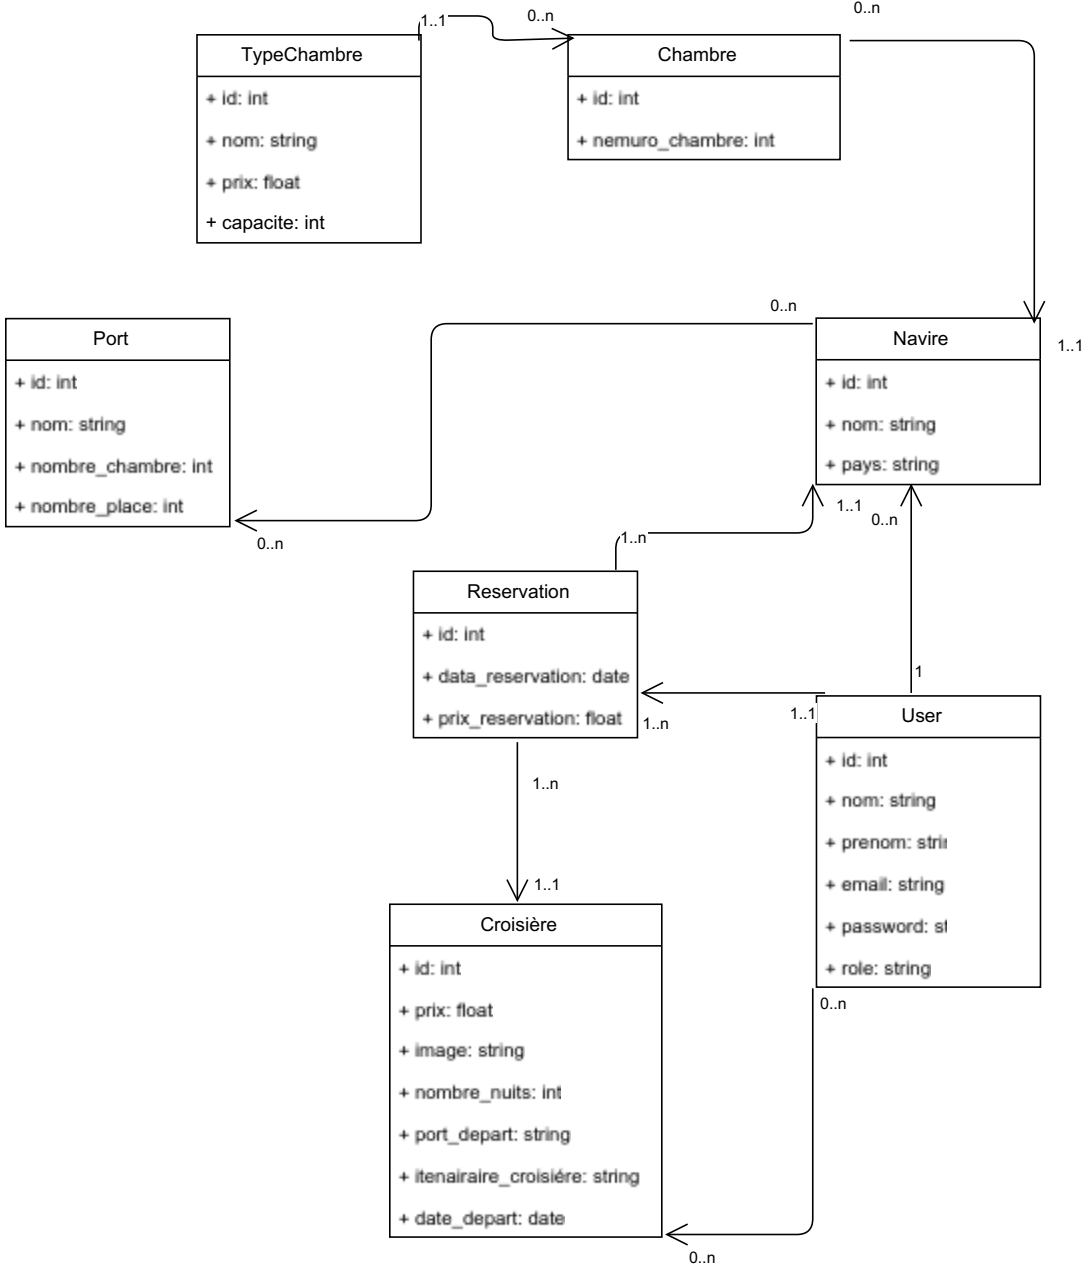 1..1
0..n
0..n
TypeChambre
+ id: int
+ nom: string
+ prix: float
+ capacite: int
Chambre
+ id: int
+ nemuro_chambre: int
0..n
1..1
Port
+ id: int
+ nom: string
+ nombre_chambre: int
+ nombre_place: int
0..n
Navire
+ id: int
+ nom: string
+ pays: string
1..1
0..n
1..n
Reservation
+ id: int
+ data_reservation: date
+ prix_reservation: float
1
1..1
1..n
User
+ id: int
+ nom: string
+ prenom: strin
+ email: string
+ password: st
+ role: string
1..n
1..1
Croisière
+ id: int
+ prix: float
+ image: string
+ nombre_nuits: int
+ port_depart: string
+ itenairaire_croisiére: string
+ date_depart: date
0..n
0..n